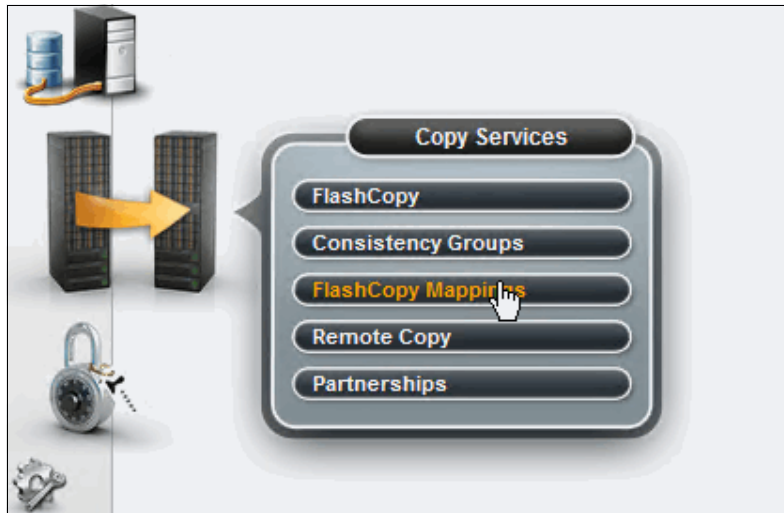 Copy Services
FlashCopy
Consistency Groups
FlashCopy Mappings
Remote Copy
Partnerships